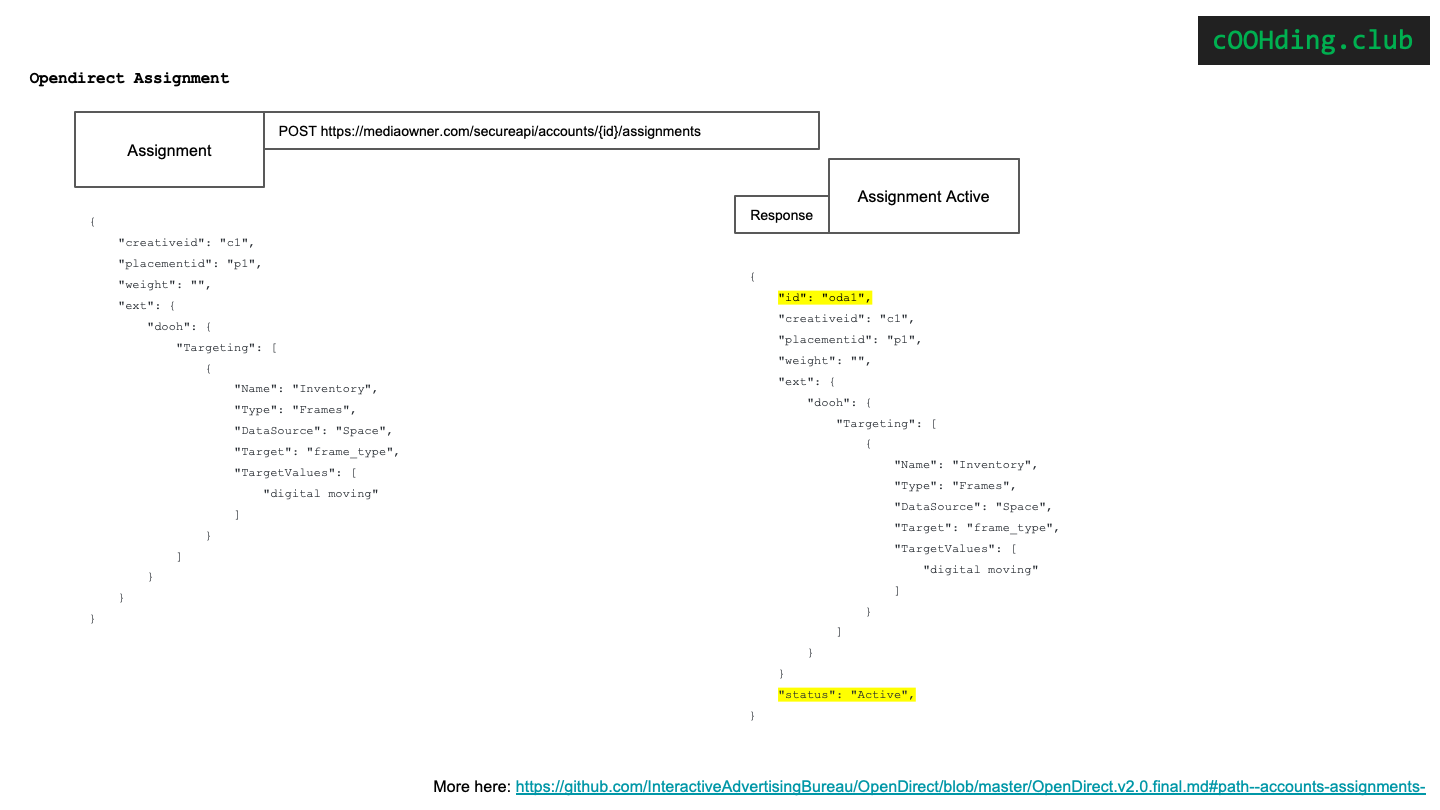 cOOHding.club
Opendirect Assignment
Assignment
POST https://mediaowner.com/secureapi/accounts/{id}/assignments
{
"creativeid": "c1",
"placementid": "p1",
"weight": "",
"ext": {
"dooh": {
"Targeting": [
{
"Name": "Inventory",
"Type": "Frames",
"DataSource": "Space",
"Target": "frame_type",
"TargetValues": [
"digital moving"
]
}
]
}
}
}
Assignment Active
Response
{
"id": "oda1",
"creativeid": "c1",
"placementid": "p1",
"weight": "",
"ext": {
"dooh": {
"Targeting": [
{
"Name": "Inventory",
"Type": "Frames",
"DataSource": "Space",
"Target": "frame_type",
"TargetValues": [
"digital moving"
]
}
]
}
}
"status": "Active",
}
More here: https://github.com/InteractiveAdvertisingBureau/OpenDirect/blob/master/OpenDirect.v2.0.final.md#path--accounts-assignments-